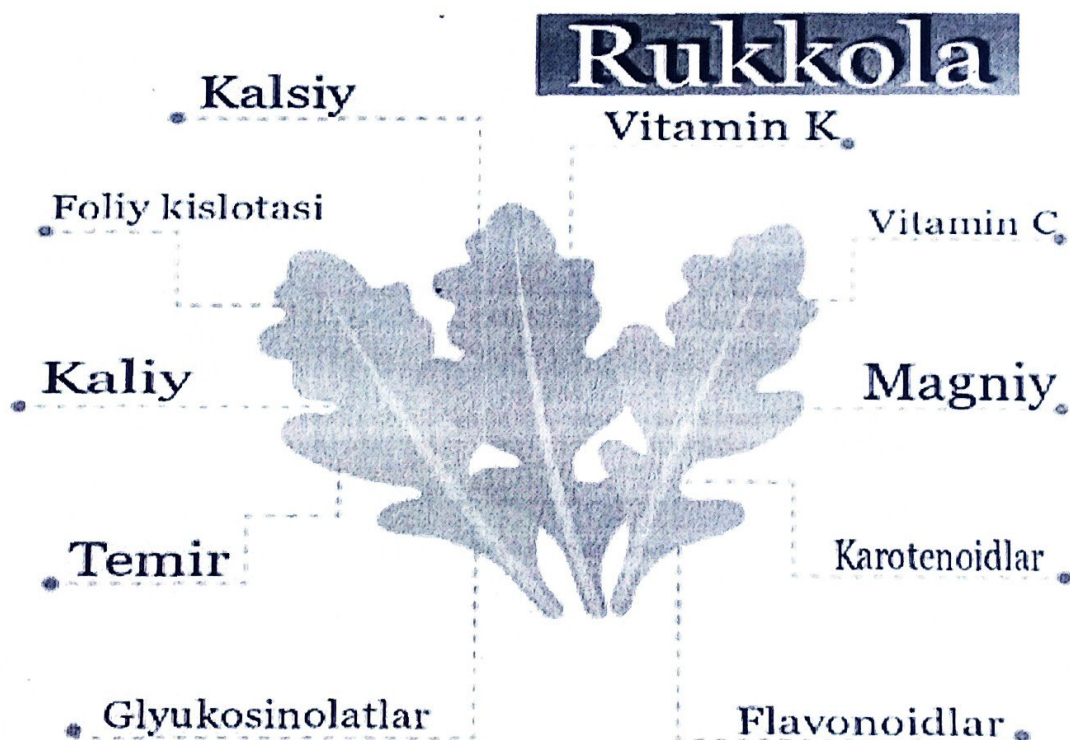 Rukkola
Kalsiy
Vitamin K
Foliy kislotasi
Vitamin C
Kaliy
Magniy
Temir
Karotenoidlar
Glyukosinolatlar
Flavonoidlar